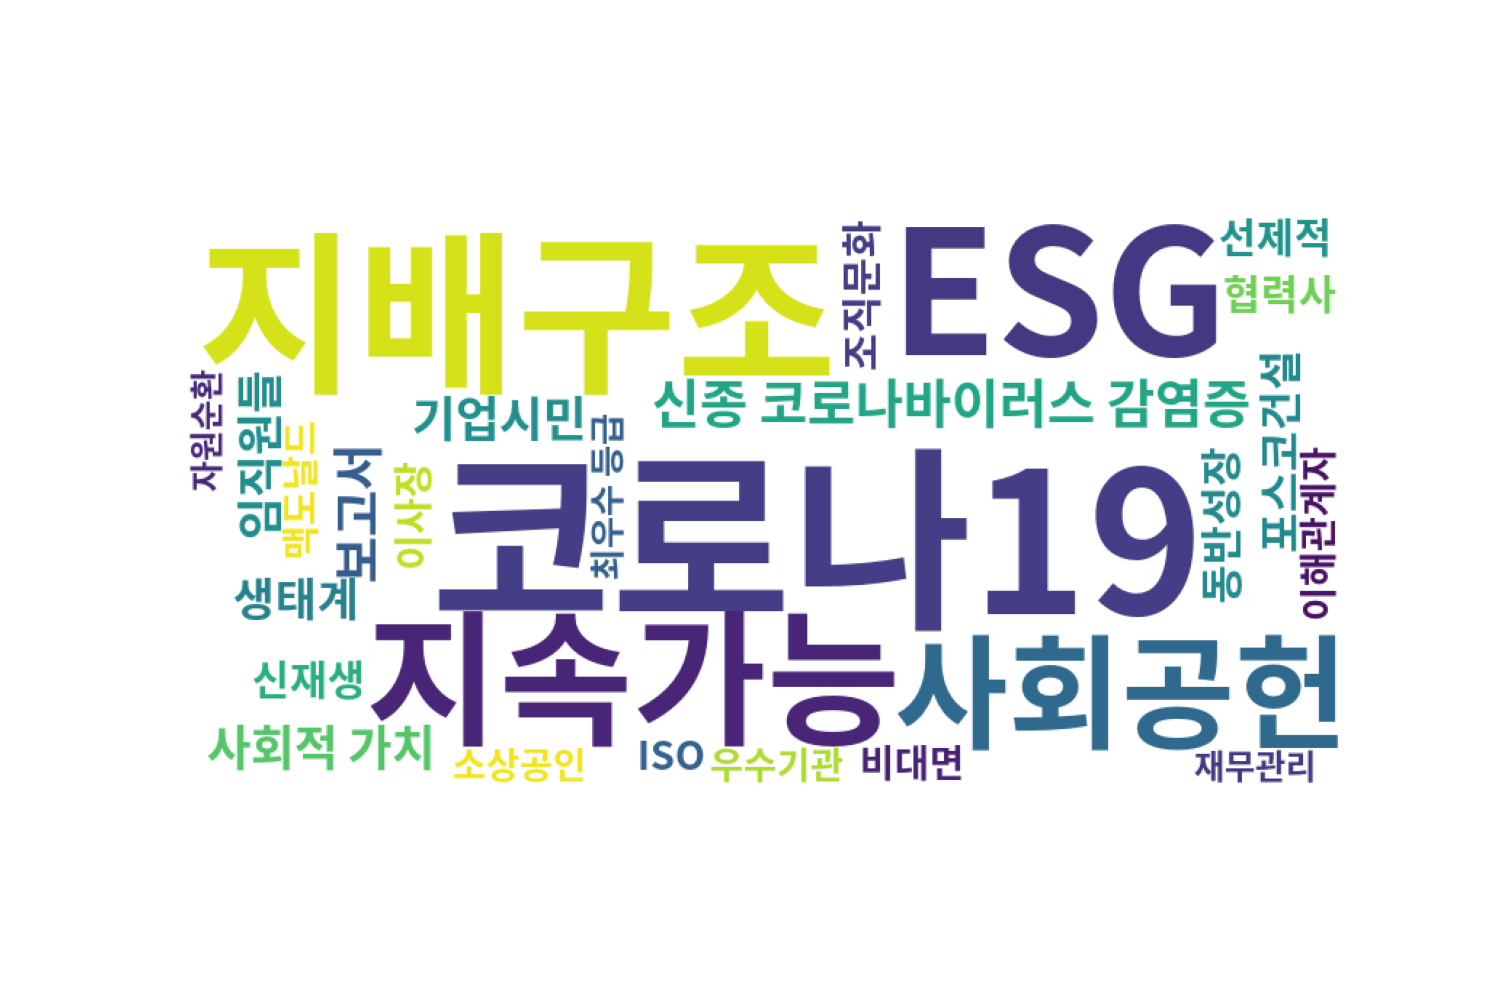 지배구조
조직문화
ESG
선제적
협력사
자원순환
임직원들
맥도날드
보고서
이사장
기업시민
최우수 등급
신종 코로나바이러스 감염증
포스코건설
이해관계자
동반성장
코로나19
생태계
신재생
지속가능
사회공헌
사회적 가치
소상공인
ISO
우수기관
비대면
재무관리